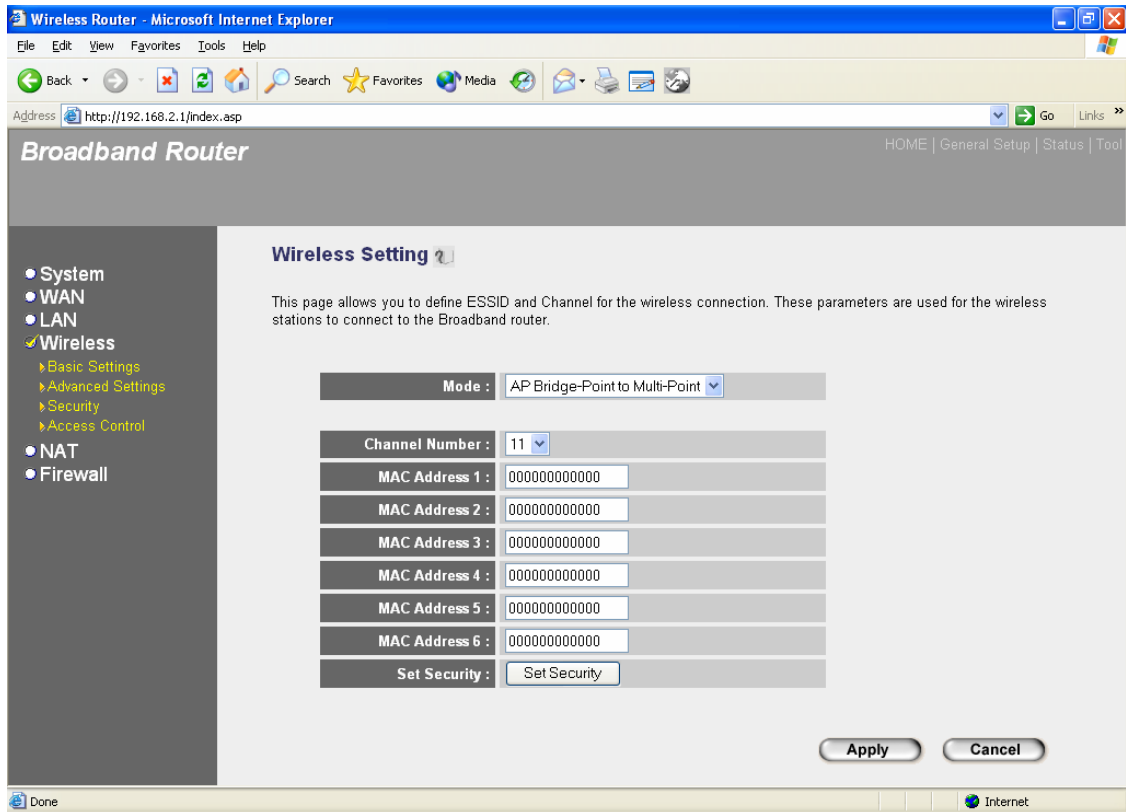 Wireless Router - Microsoft Internet Explorer
File Edit View Favorites Tools Help
Back Search Favorites Media
Address http://192.168.2.1/index.asp Go Links »
Broadband Router
HOME | General Setup | Status | Tool
System
WAN
LAN
Wireless
Basic Settings
Advanced Settings
Security
Access Control
NAT
Firewall
Wireless Setting
This page allows you to define ESSID and Channel for the wireless connection. These parameters are used for the wireless
stations to connect to the Broadband router.
Mode : AP Bridge-Point to Multi-Point
Channel Number : 11
MAC Address 1 : 000000000000
MAC Address 2 : 000000000000
MAC Address 3 : 000000000000
MAC Address 4 : 000000000000
MAC Address 5 : 000000000000
MAC Address 6 : 000000000000
Set Security : Set Security
Apply Cancel
Done Internet